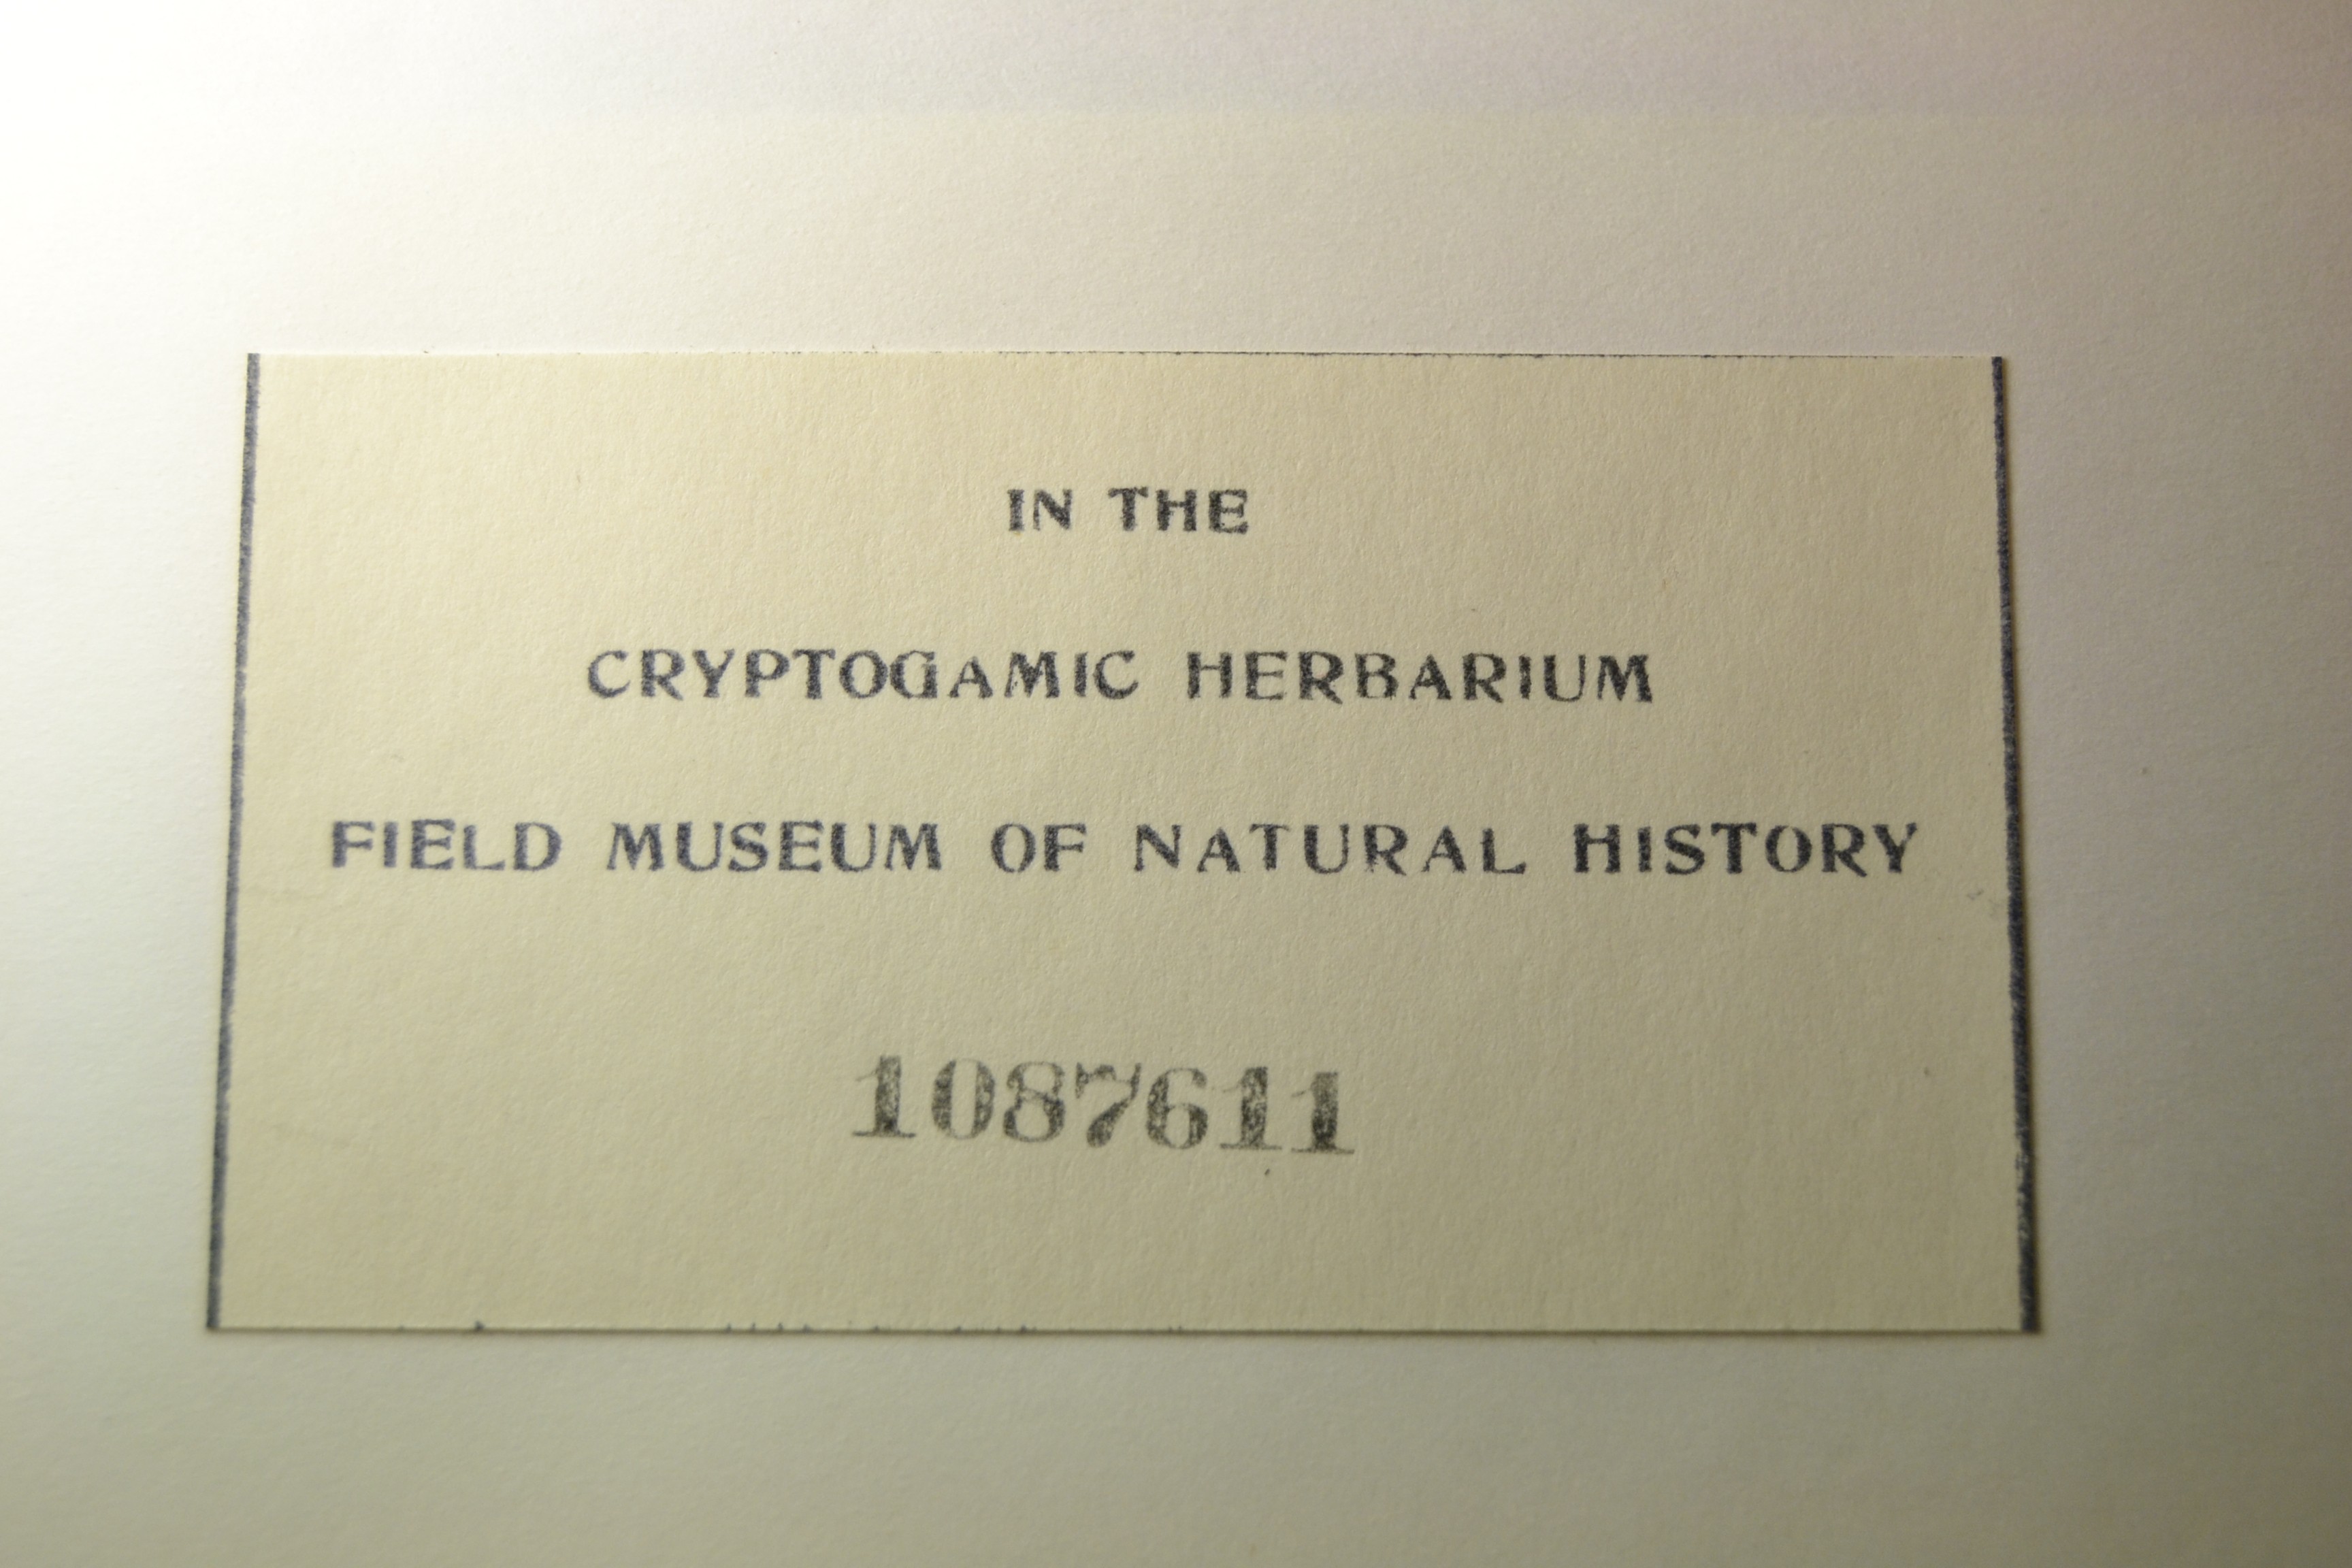 IN THE
CRYPTOGAMIC HERBARIUM
FIELD MUSEUM OF NATURAL HISTORY
1087611